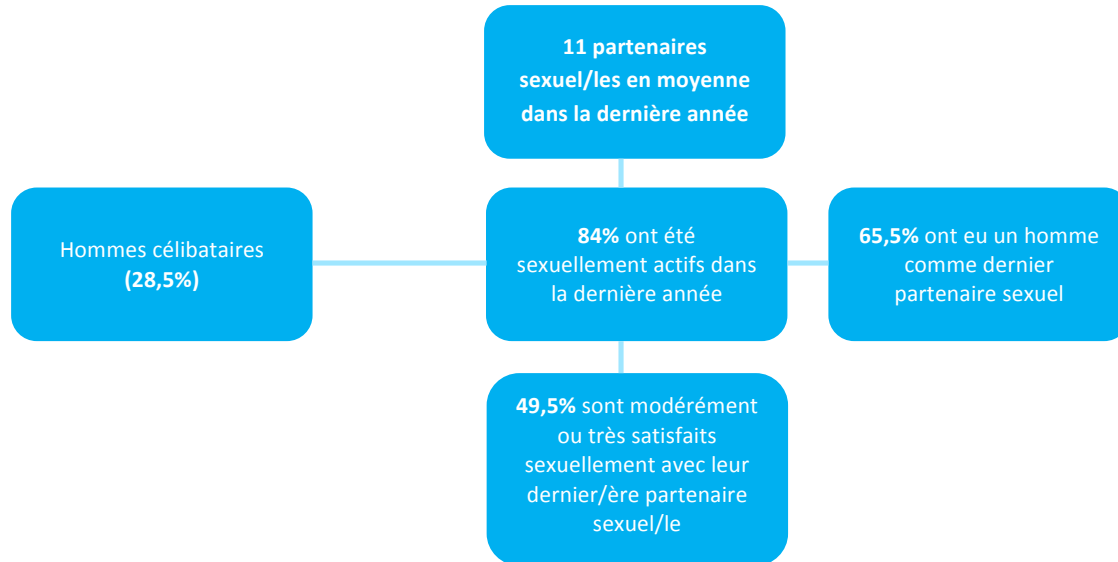 11 partenaires
sexuel/les en moyenne
dans la dernière année
Hommes célibataires
(28,5%)
84% ont été
sexuellement actifs dans
la dernière année
65,5% ont eu un homme
comme dernier
partenaire sexuel
49,5% sont modérément
ou très satisfaits
sexuellement avec leur
dernier/ère partenaire
sexuel/le